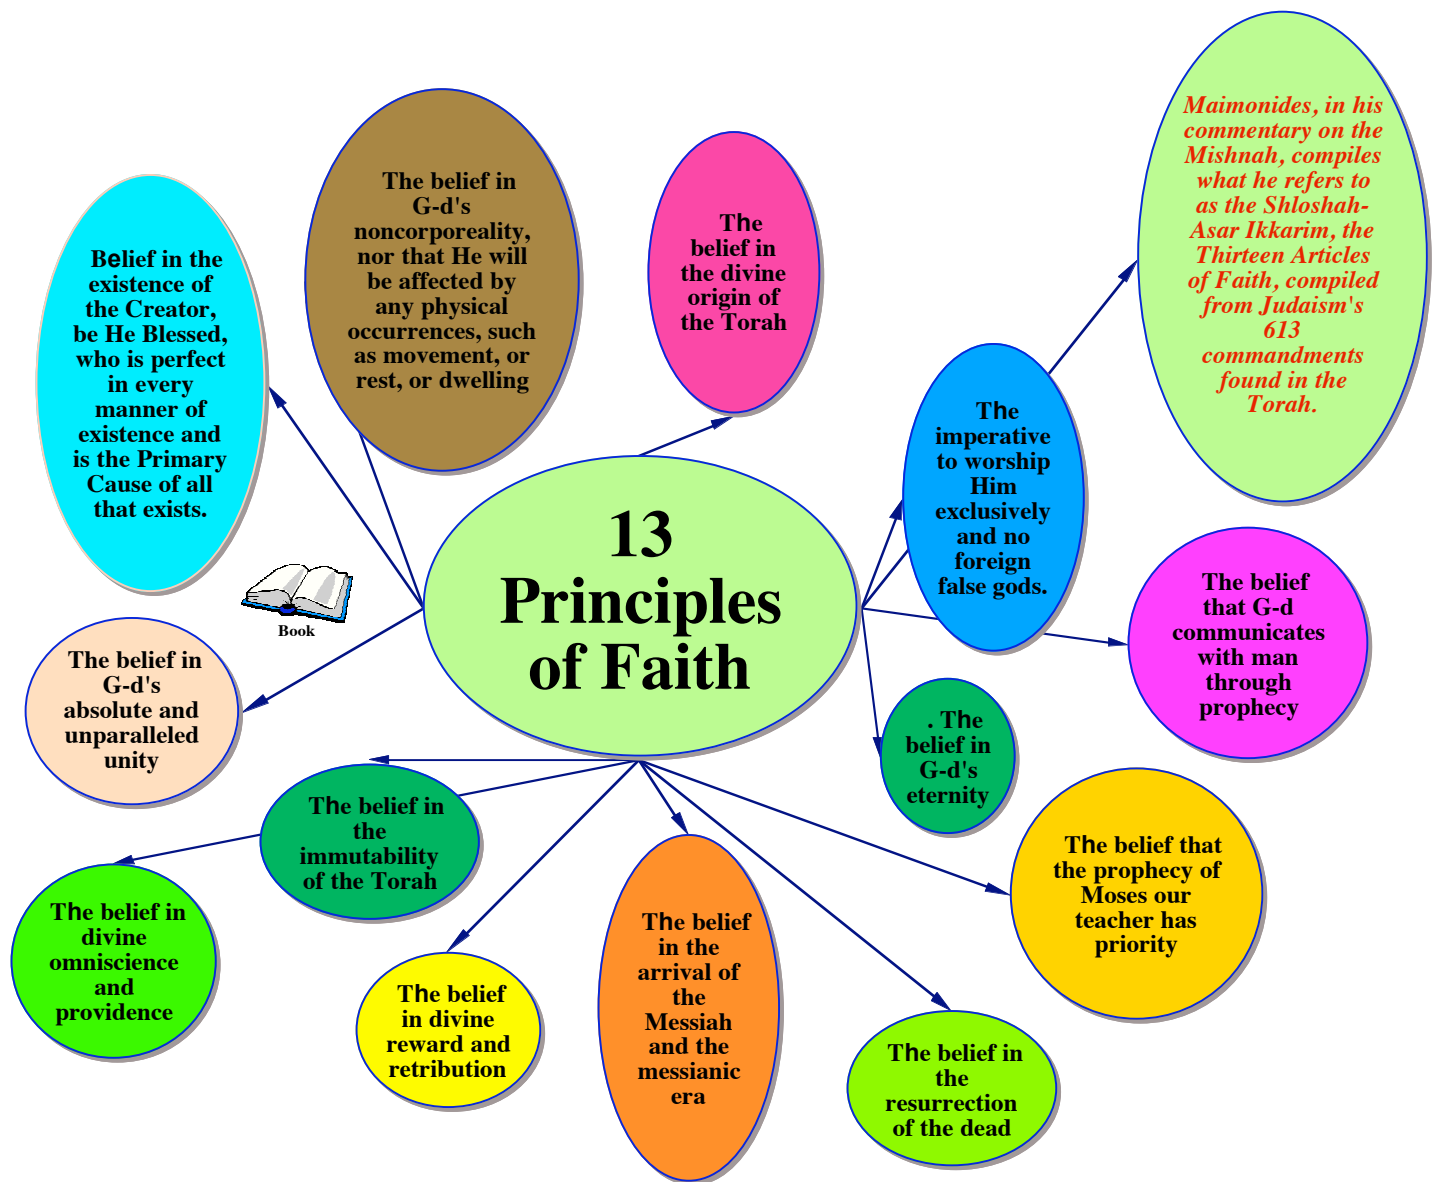 13
Principles
of Faith
Belief in the
existence of
the Creator,
be He Blessed,
who is perfect
in every
manner of
existence and
is the Primary
Cause of all
that exists.
The belief in
G-d's
noncorporeality,
nor that He will
be affected by
any physical
occurrences, such
as movement, or
rest, or dwelling
The
belief in
the divine
origin of
the Torah
The
imperative
to worship
Him
exclusively
and no
foreign
false gods.
Maimonides, in his
commentary on the
Mishnah, compiles
what he refers to
as the Shloshah-
Asar Ikkarim, the
Thirteen Articles
of Faith, compiled
from Judaism's
613
commandments
found in the
Torah.
The belief
that G-d
communicates
with man
through
prophecy
Book
The belief in
G-d's
absolute and
unparalleled
unity
. The
belief in
G-d's
eternity
The belief in
the
immutability
of the Torah
The belief that
the prophecy of
Moses our
teacher has
priority
The belief in
divine
omniscience
and
providence
The belief
in divine
reward and
retribution
The belief
in the
arrival of
the
Messiah
and the
messianic
era
The belief in
the
resurrection
of the dead